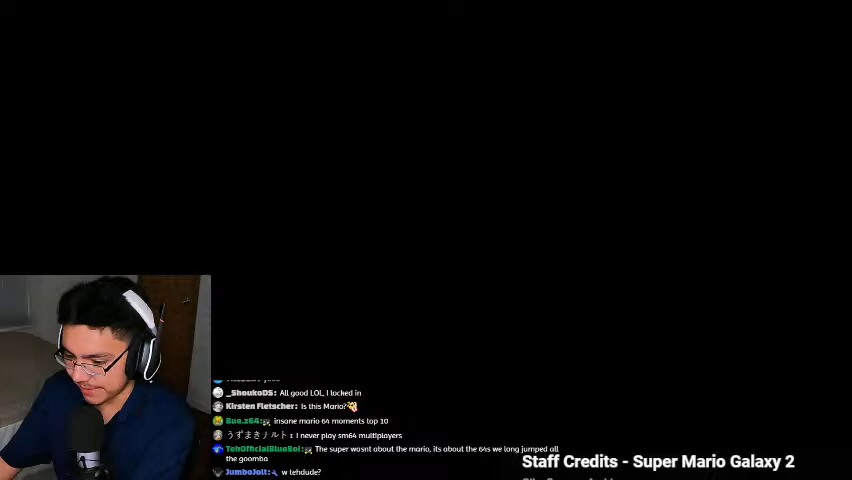 _ShoukoDS: All good LOL, I locked in
Kirsten Fletscher: Is this Mario?
Bue.z64: insane mario 64 moments top 10
うずまきナルト: I never play sm64 multiplayers
TehOfficialBlueBoi: The super wasnt about the mario, its about the 64s we long jumped all
the goomba
JumboJolt: w tehdude?
Staff Credits - Super Mario Galaxy 2